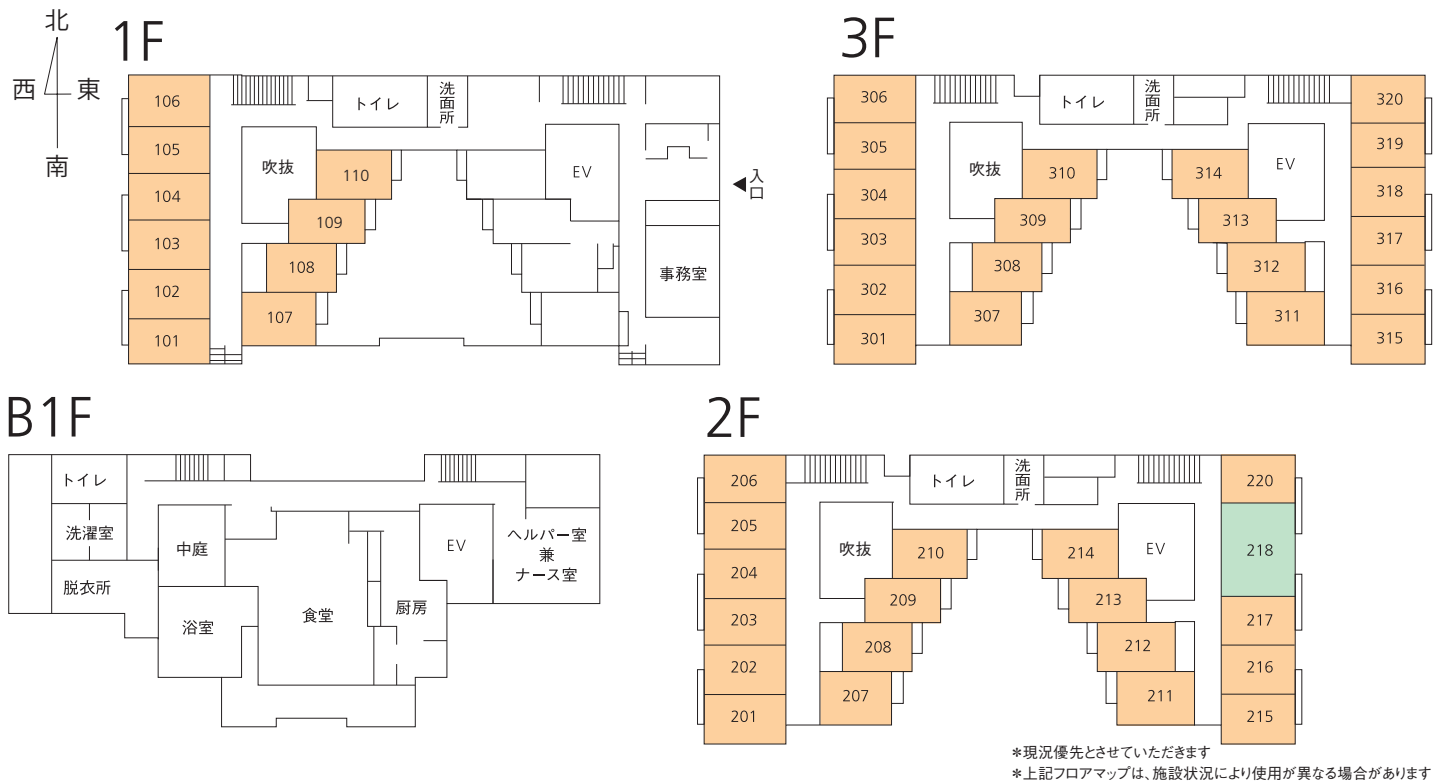 北
西 東
南
1F
106
105
104
103
102
101
トイレ
洗面所
吹抜
110
109
108
107
EV
入口
事務室
3F
306
305
304
303
302
301
トイレ
洗面所
吹抜
310
309
308
307
314
313
312
311
EV
320
319
318
317
316
315
B1F
トイレ
洗濯室
脱衣所
中庭
浴室
食堂
厨房
EV
ヘルパー室
兼
ナース室
2F
206
205
204
203
202
201
トイレ
洗面所
吹抜
210
209
208
207
214
213
212
211
EV
220
218
217
216
215
＊現況優先とさせていただきます
＊上記フロアマップは、施設状況により使用が異なる場合があります